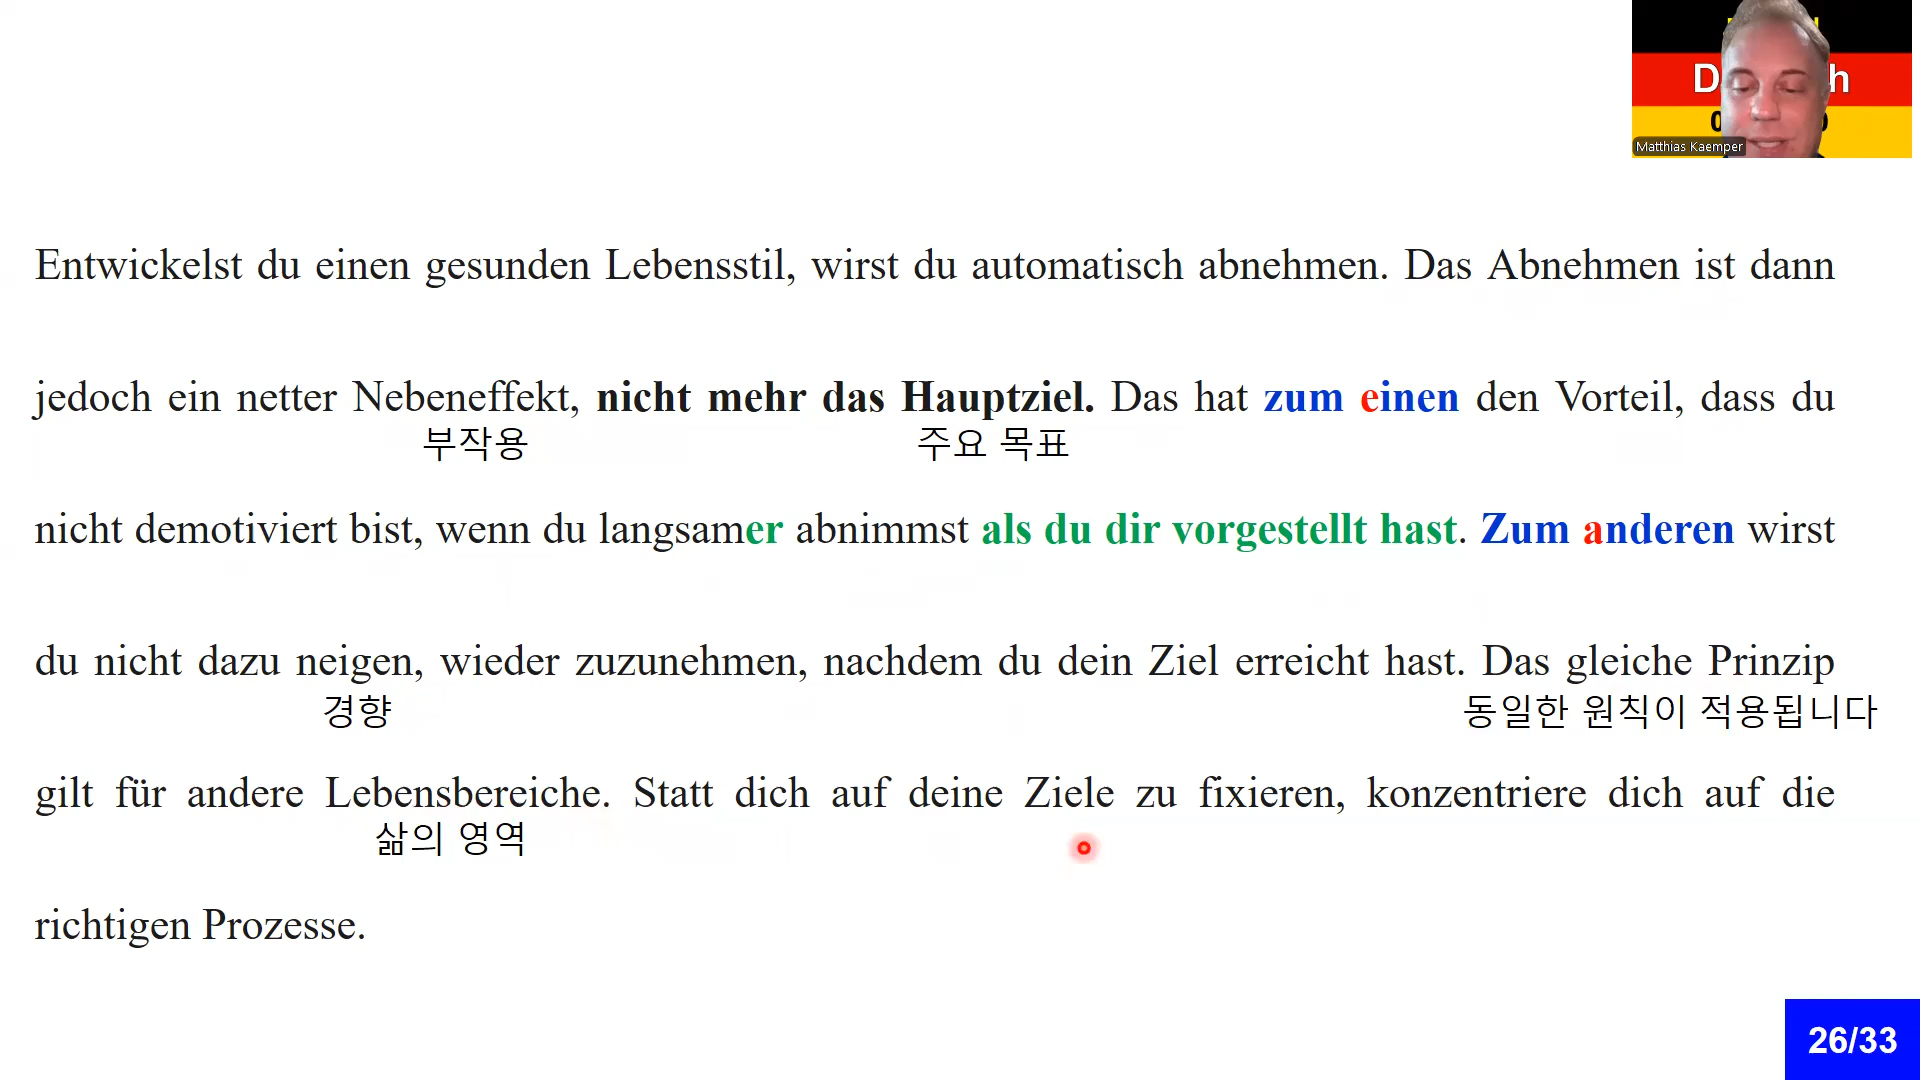 Matthias Kaemper
Entwickelst du einen gesunden Lebensstil, wirst du automatisch abnehmen. Das Abnehmen ist dann
jedoch ein netter Nebeneffekt, nicht mehr das Hauptziel. Das hat zum einen den Vorteil, dass du
부작용 주요 목표
nicht demotiviert bist, wenn du langsamer abnimmst als du dir vorgestellt hast. Zum anderen wirst
du nicht dazu neigen, wieder zuzunehmen, nachdem du dein Ziel erreicht hast. Das gleiche Prinzip
경향 동일한 원칙이 적용됩니다
gilt für andere Lebensbereiche. Statt dich auf deine Ziele zu fixieren, konzentriere dich auf die
삶의 영역
richtigen Prozesse.
26/33